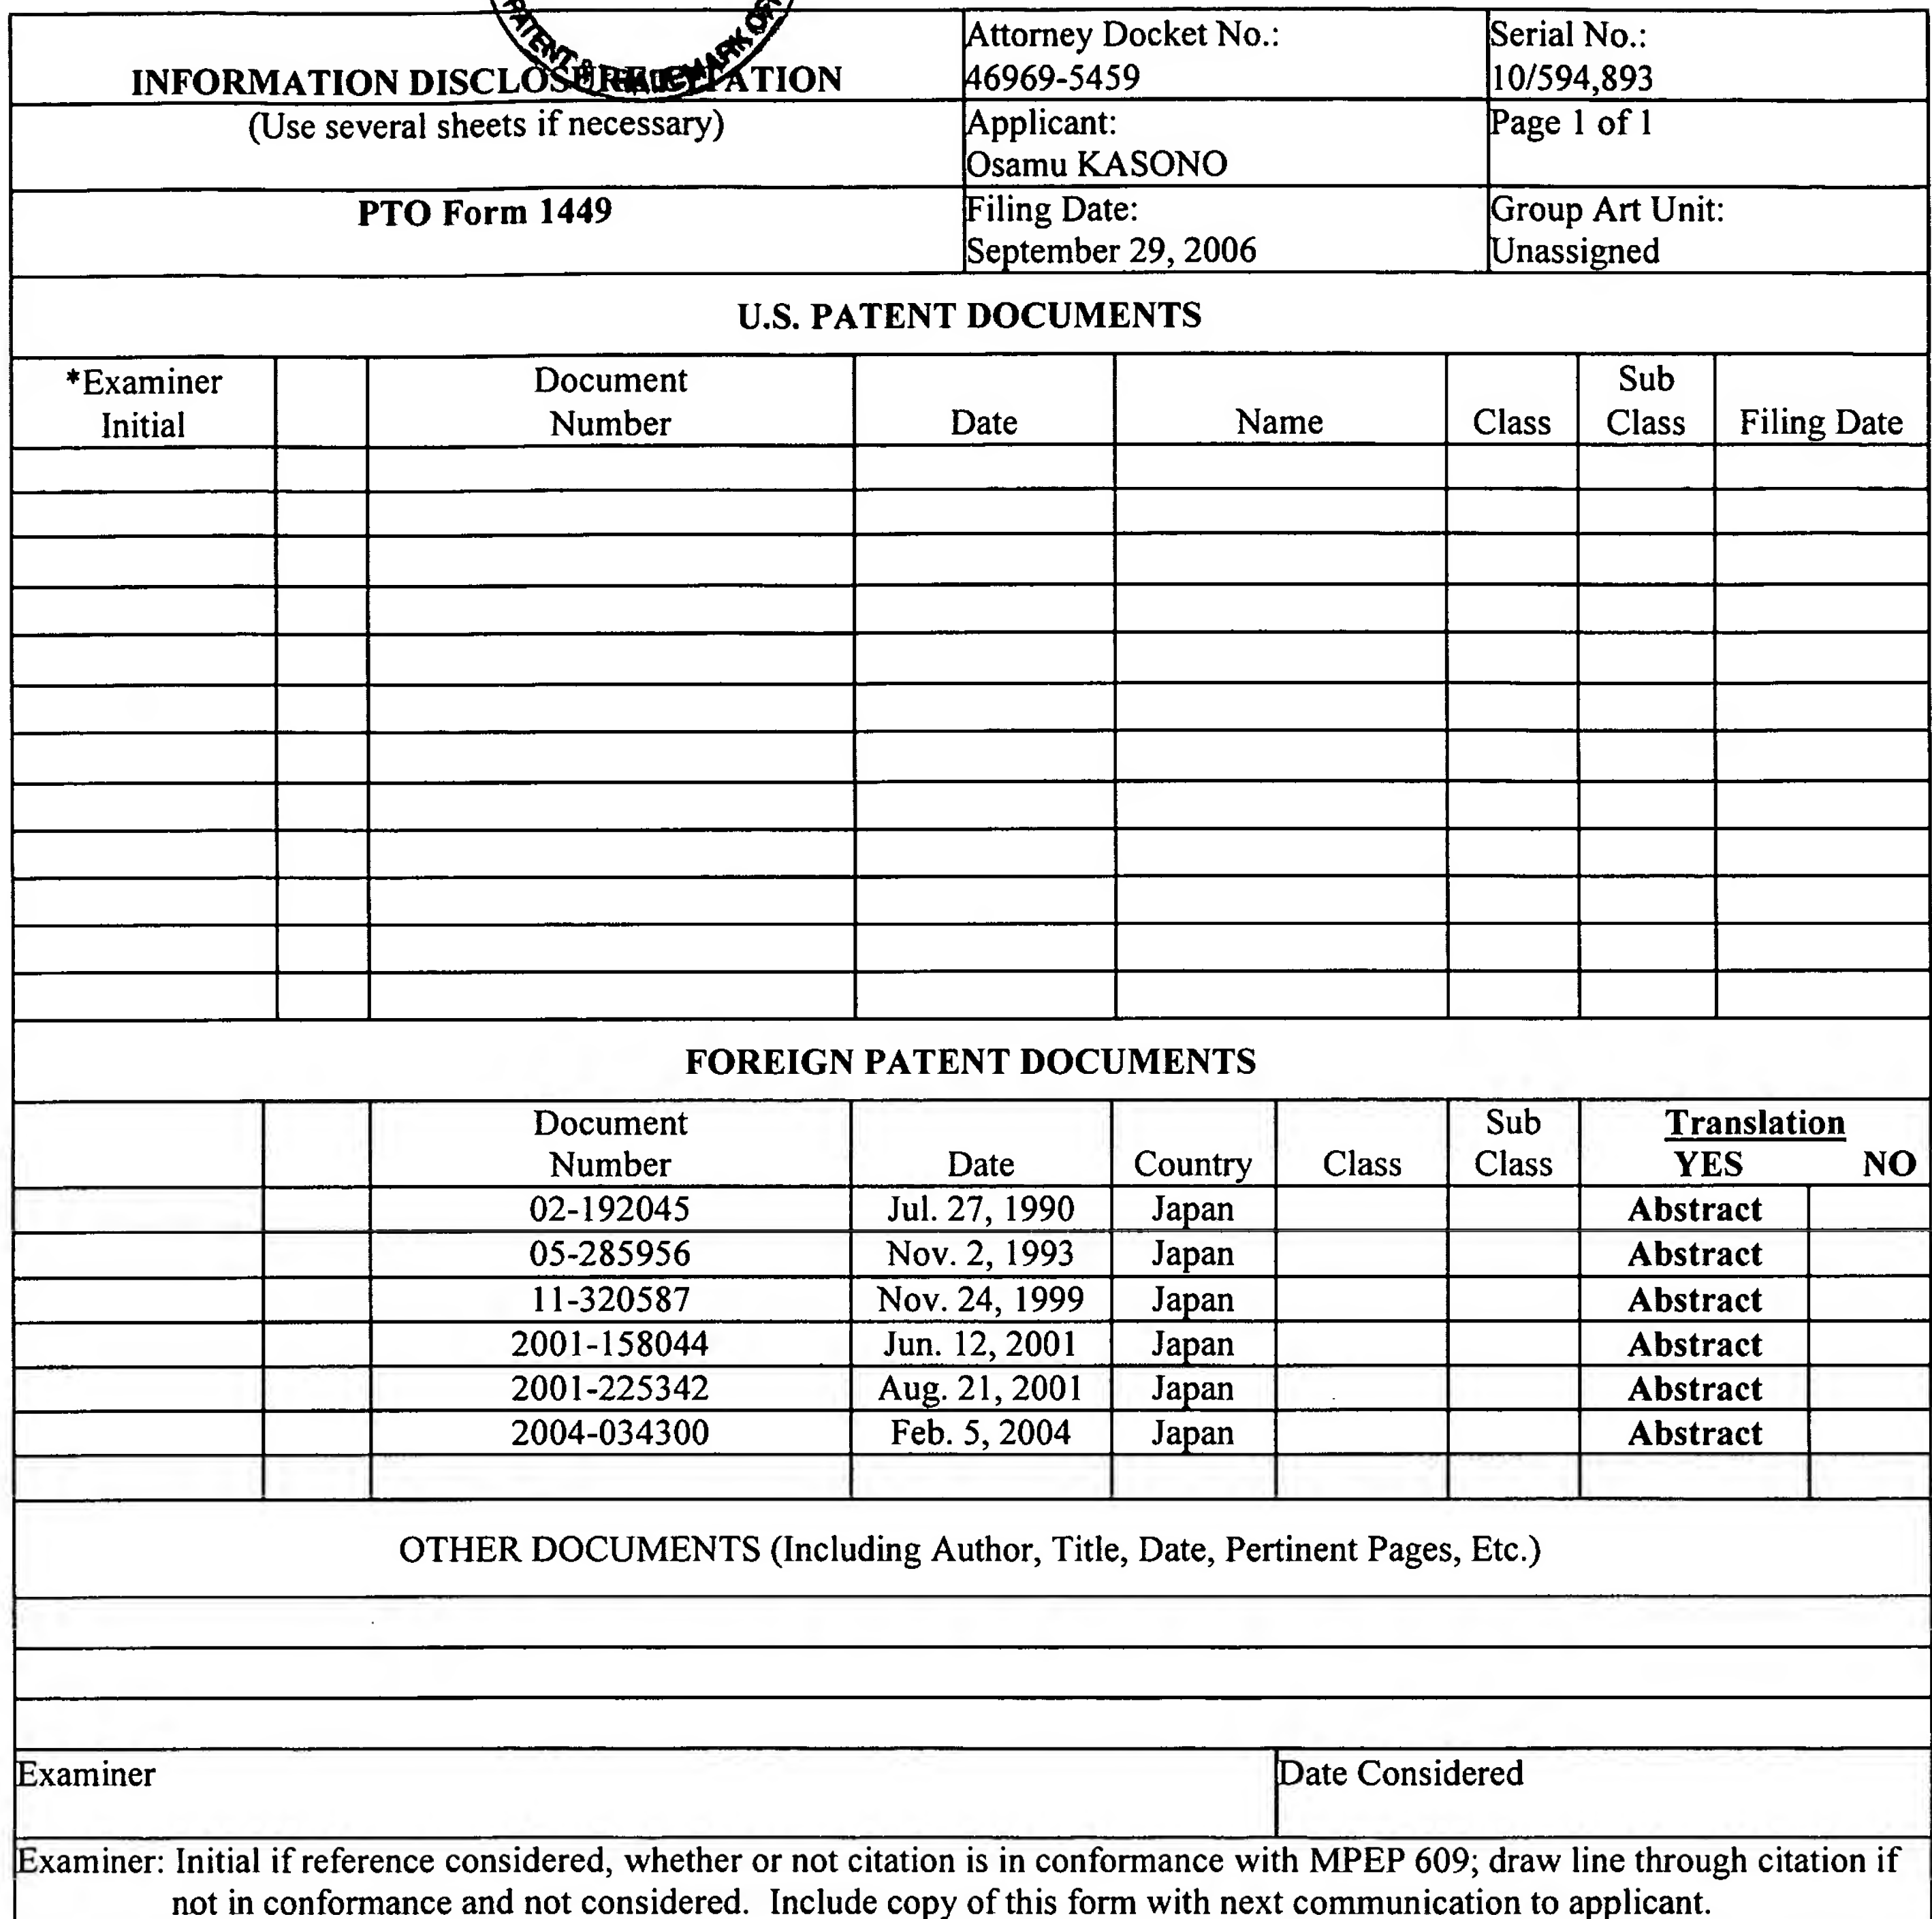 PATENT & TRADEMARK
INFORMATION DISCLOSURE CITATION
(Use several sheets if necessary)
PTO Form 1449
Attorney Docket No.:
46969-5459
Serial No.:
10/594,893
Applicant:
Osamu KASONO
Page 1 of 1
Filing Date:
September 29, 2006
Group Art Unit:
Unassigned
U.S. PATENT DOCUMENTS
*Examiner Initial Document Number Date Name Class Sub Class Filing Date
FOREIGN PATENT DOCUMENTS
Document Number Date Country Class Sub Class Translation YES NO
02-192045 Jul. 27, 1990 Japan Abstract
05-285956 Nov. 2, 1993 Japan Abstract
11-320587 Nov. 24, 1999 Japan Abstract
2001-158044 Jun. 12, 2001 Japan Abstract
2001-225342 Aug. 21, 2001 Japan Abstract
2004-034300 Feb. 5, 2004 Japan Abstract
OTHER DOCUMENTS (Including Author, Title, Date, Pertinent Pages, Etc.)
Examiner
Date Considered
Examiner: Initial if reference considered, whether or not citation is in conformance with MPEP 609; draw line through citation if
not in conformance and not considered. Include copy of this form with next communication to applicant.